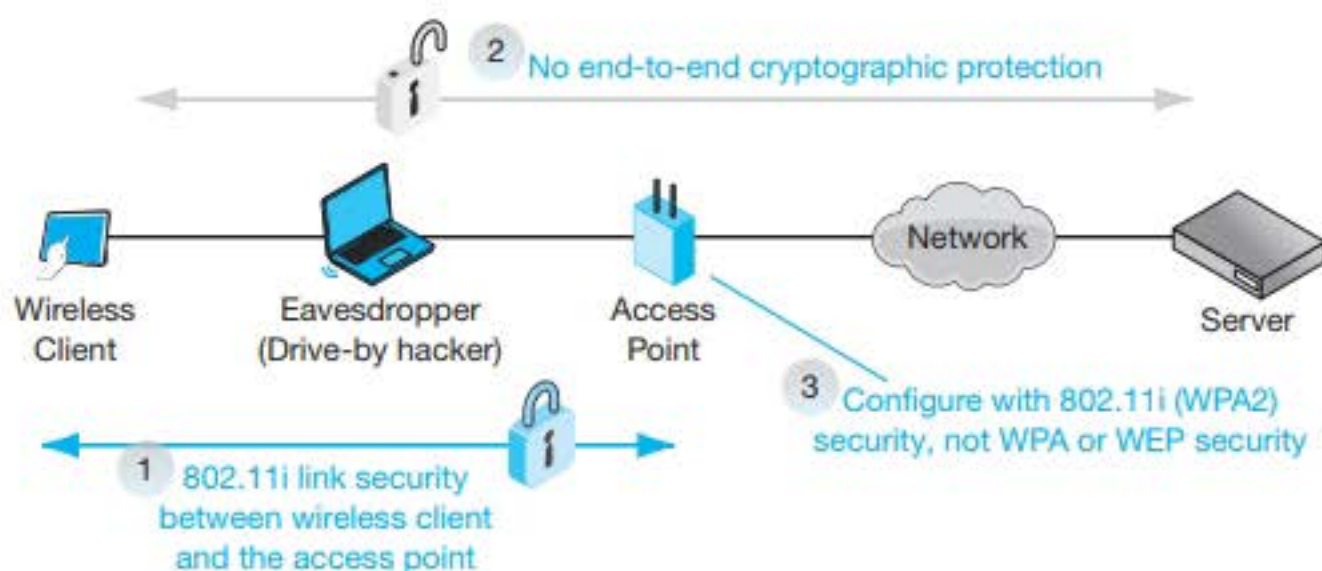 2 No end-to-end cryptographic protection
Network
Wireless
Client
Eavesdropper
(Drive-by hacker)
Access
Point
Server
3 Configure with 802.11i (WPA2)
security, not WPA or WEP security
1 802.11i link security
between wireless client
and the access point